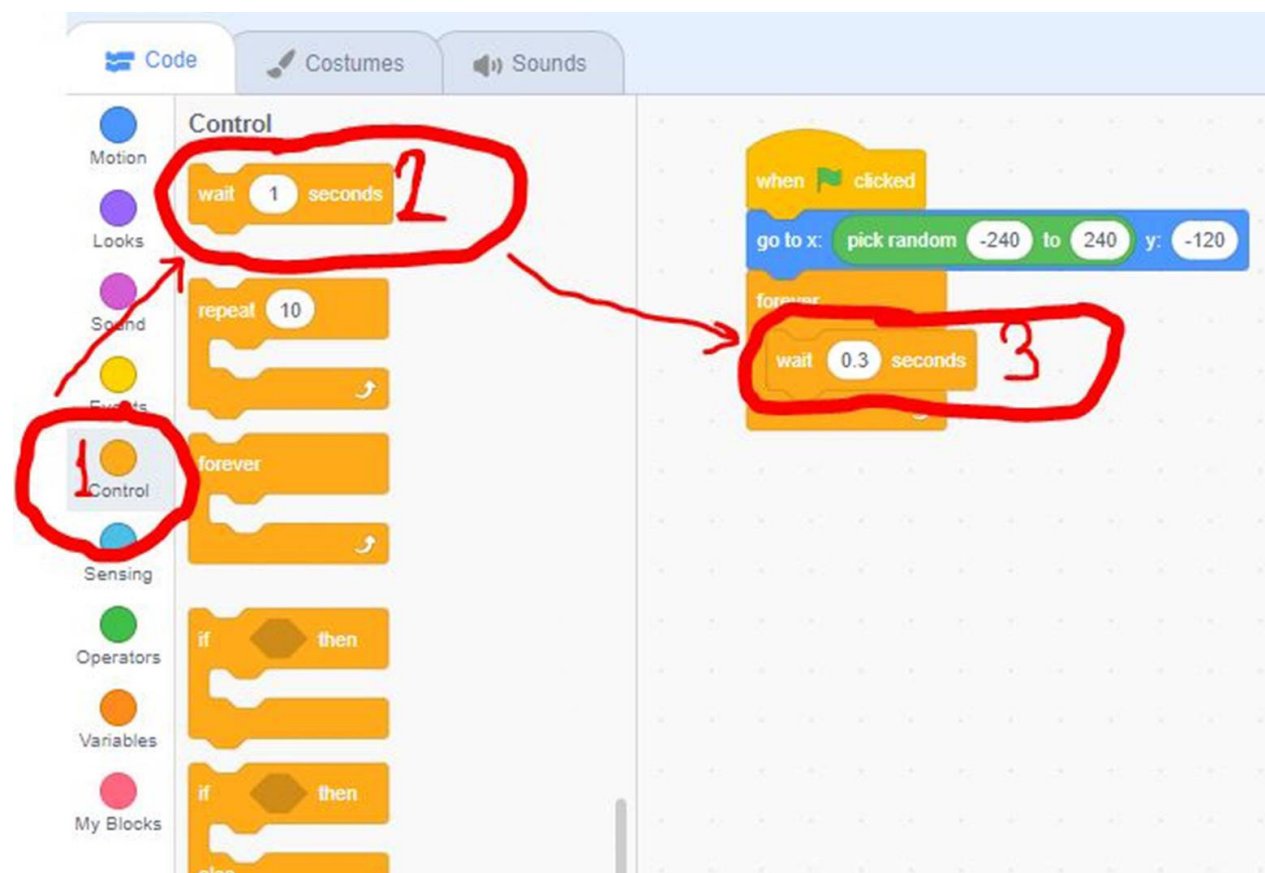 Code
Costumes
Sounds
Motion
Looks
Sound
Events
Control
Sensing
Operators
Variables
My Blocks
Control
wait 1 seconds
2
repeat 10
forever
if then
if then
else
1
when clicked
go to x: pick random -240 to 240 y: -120
forever
wait 0.3 seconds
3